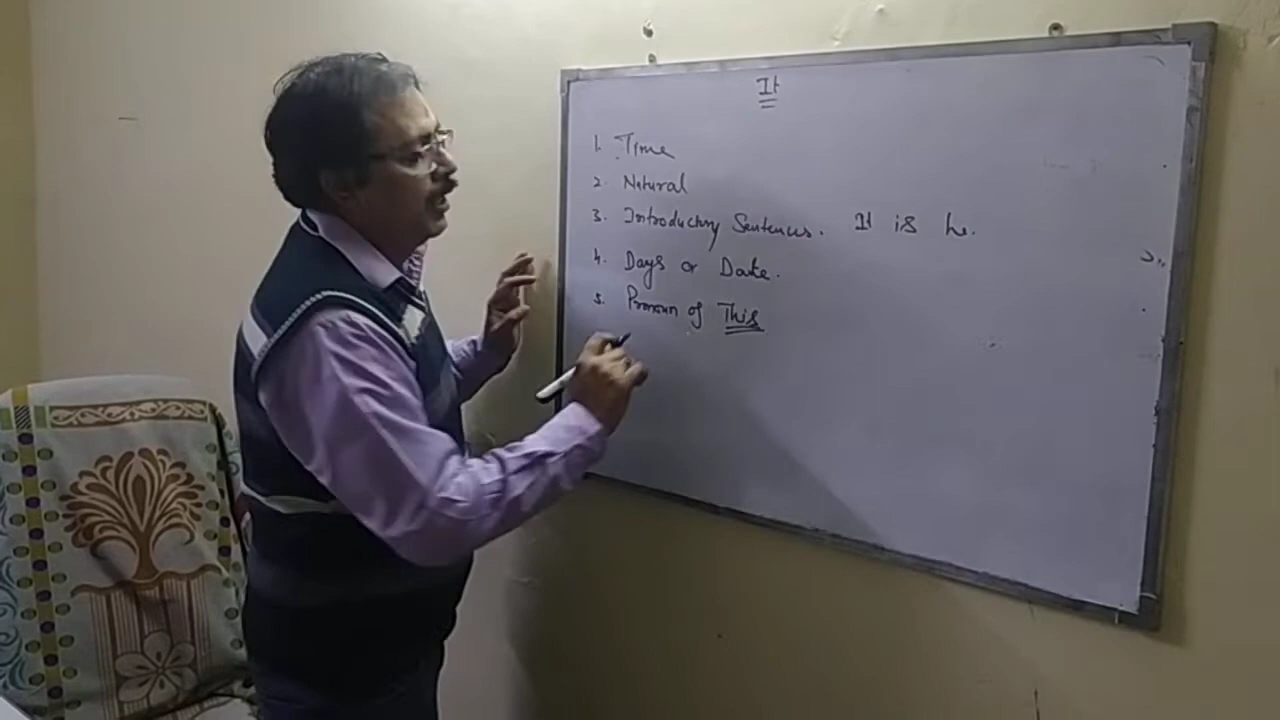 It
1. Time
2. Natural
3. Introductory Sentences. It is he.
4. Days or Date.
5. Pronoun of This